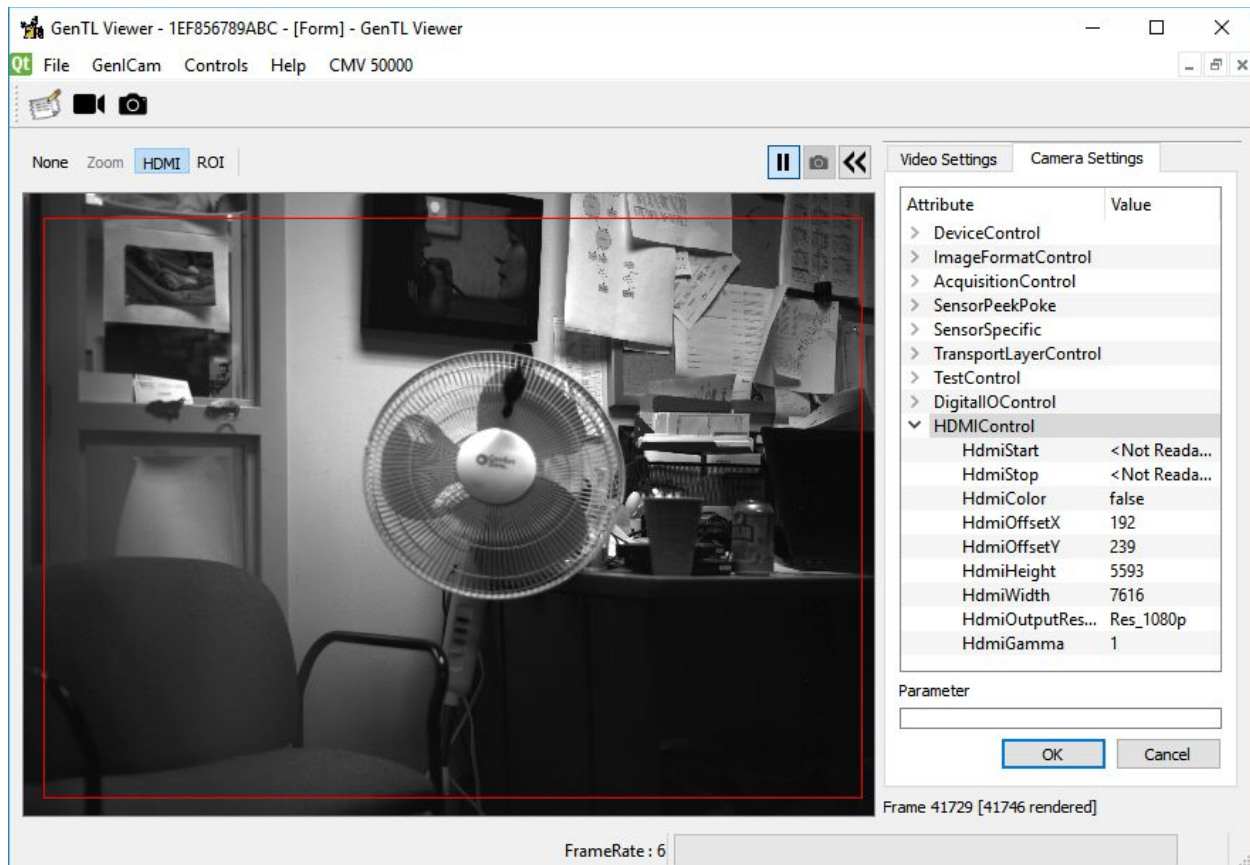 GenTL Viewer - 1EF856789ABC - [Form] - GenTL Viewer
Qt File GenICam Controls Help CMV 50000
None Zoom HDMI ROI
Video Settings Camera Settings
Attribute Value
DeviceControl
ImageFormatControl
AcquisitionControl
SensorPeekPoke
SensorSpecific
TransportLayerControl
TestControl
DigitalIOControl
HDMIControl
HdmiStart <Not Reada...
HdmiStop <Not Reada...
HdmiColor false
HdmiOffsetX 192
HdmiOffsetY 239
HdmiHeight 5593
HdmiWidth 7616
HdmiOutputRes... Res_1080p
HdmiGamma 1
Parameter
OK Cancel
Frame 41729 [41746 rendered]
FrameRate : 6